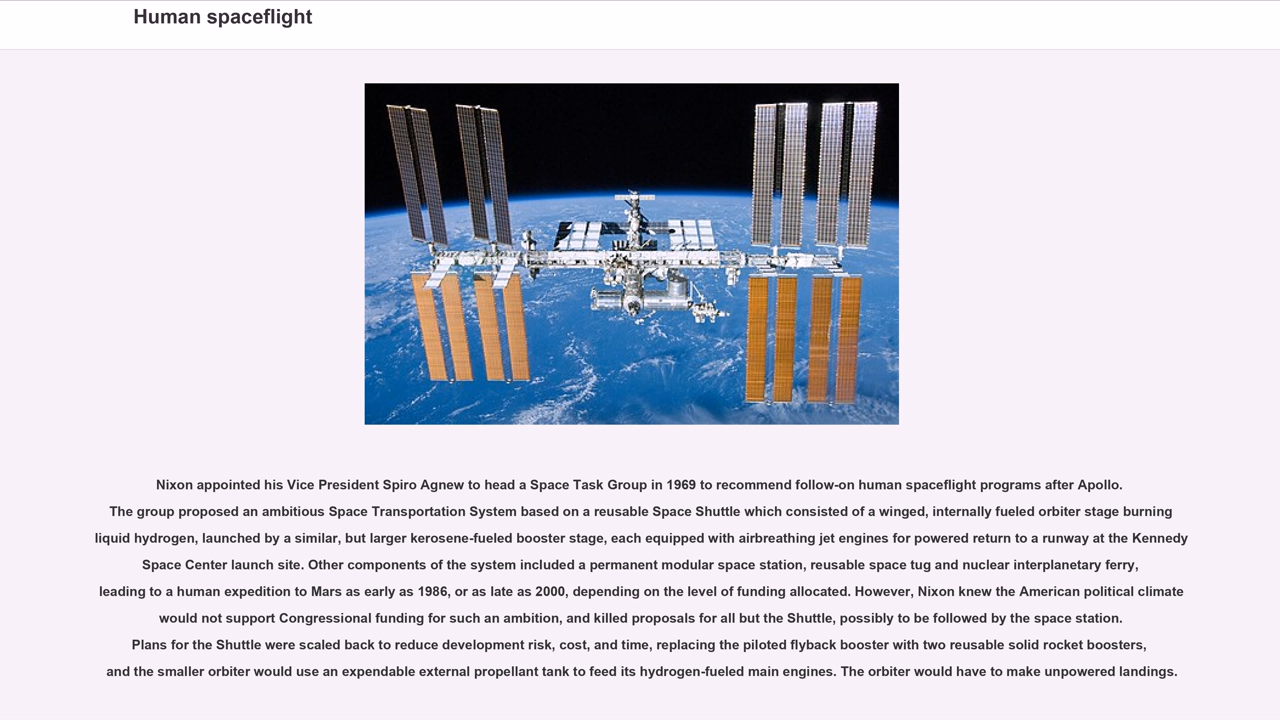 Human spaceflight
Nixon appointed his Vice President Spiro Agnew to head a Space Task Group in 1969 to recommend follow-on human spaceflight programs after Apollo.
The group proposed an ambitious Space Transportation System based on a reusable Space Shuttle which consisted of a winged, internally fueled orbiter stage burning
liquid hydrogen, launched by a similar, but larger kerosene-fueled booster stage, each equipped with airbreathing jet engines for powered return to a runway at the Kennedy
Space Center launch site. Other components of the system included a permanent modular space station, reusable space tug and nuclear interplanetary ferry,
leading to a human expedition to Mars as early as 1986, or as late as 2000, depending on the level of funding allocated. However, Nixon knew the American political climate
would not support Congressional funding for such an ambition, and killed proposals for all but the Shuttle, possibly to be followed by the space station.
Plans for the Shuttle were scaled back to reduce development risk, cost, and time, replacing the piloted flyback booster with two reusable solid rocket boosters,
and the smaller orbiter would use an expendable external propellant tank to feed its hydrogen-fueled main engines. The orbiter would have to make unpowered landings.